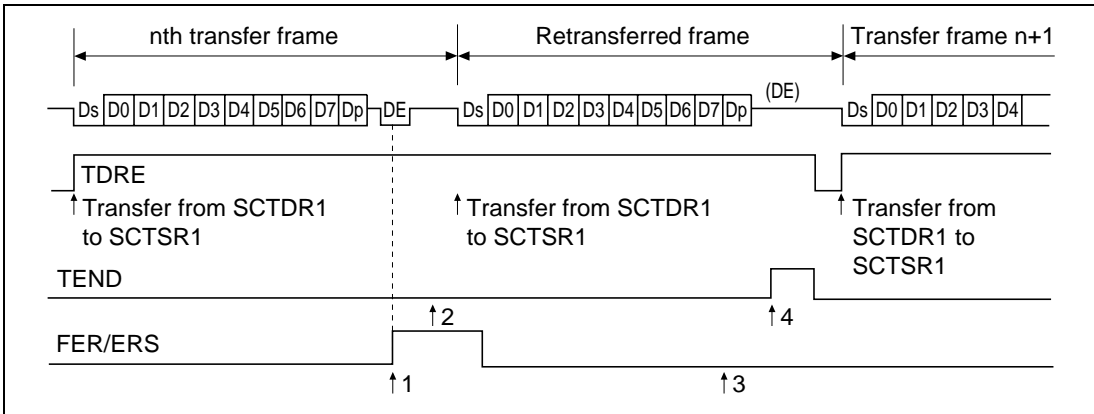 nth transfer frame Retransferred frame Transfer frame n+1
Ds D0 D1 D2 D3 D4 D5 D6 D7 Dp DE Ds D0 D1 D2 D3 D4 D5 D6 D7 Dp (DE) Ds D0 D1 D2 D3 D4
TDRE
Transfer from SCTDR1 Transfer from SCTDR1 Transfer from
to SCTSR1 to SCTSR1 SCTDR1 to
SCTSR1
TEND
2 4
FER/ERS
1 3